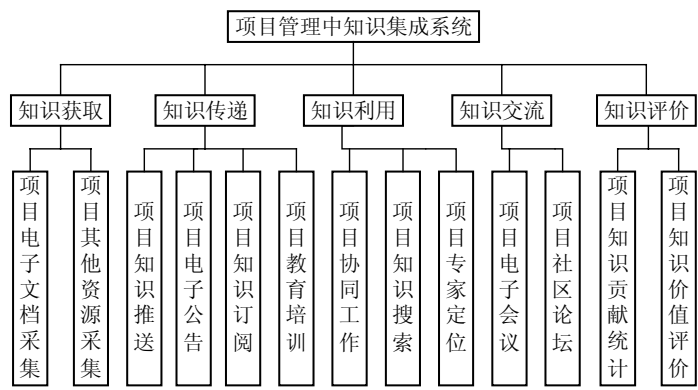 项目管理中知识集成系统
知识获取
知识传递
知识利用
知识交流
知识评价
项目电子文档采集
项目其他资源采集
项目知识推送
项目电子公告
项目知识订阅
项目教育培训
项目协同工作
项目知识搜索
项目专家定位
项目电子会议
项目社区论坛
项目知识贡献统计
项目知识价值评价